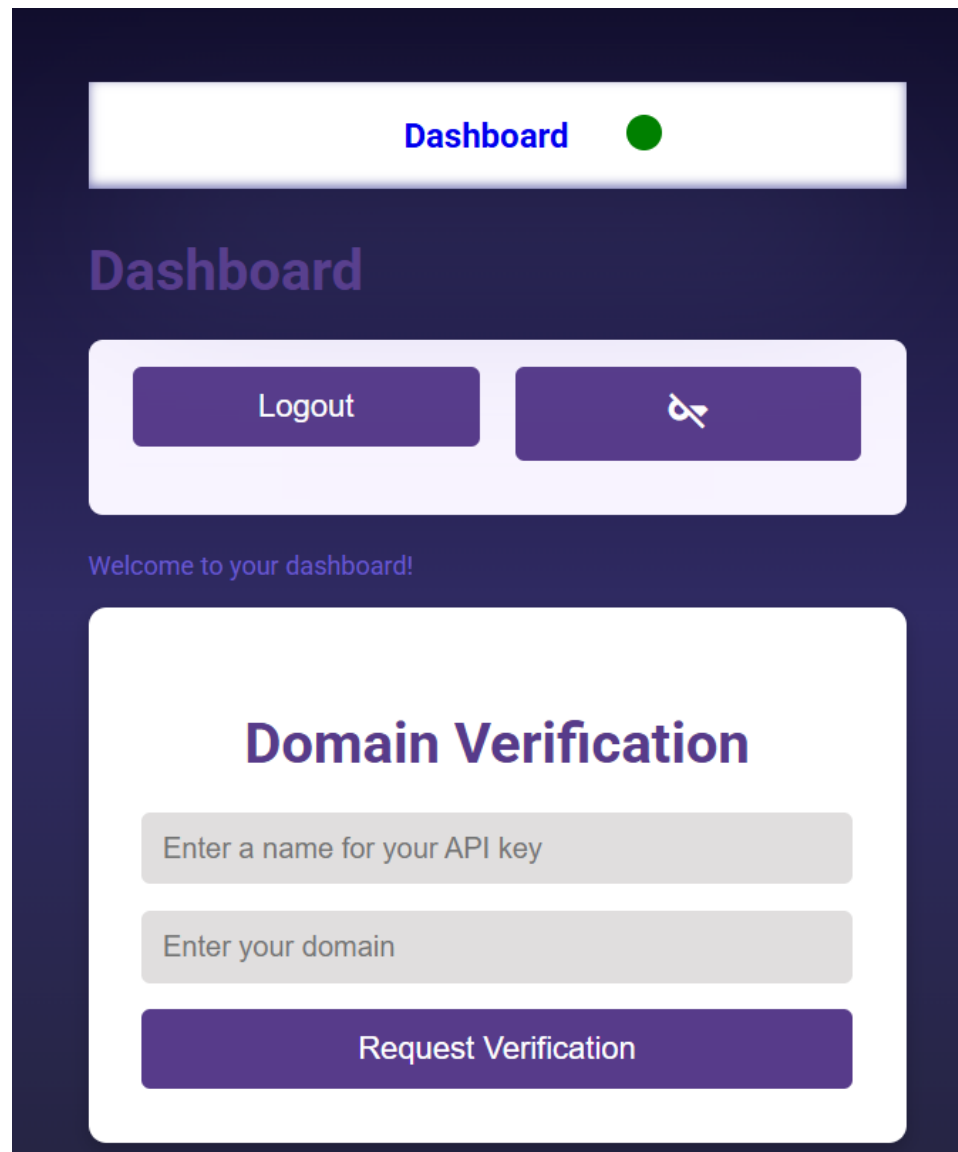 Dashboard
Dashboard
Logout
Welcome to your dashboard!
Domain Verification
Enter a name for your API key
Enter your domain
Request Verification